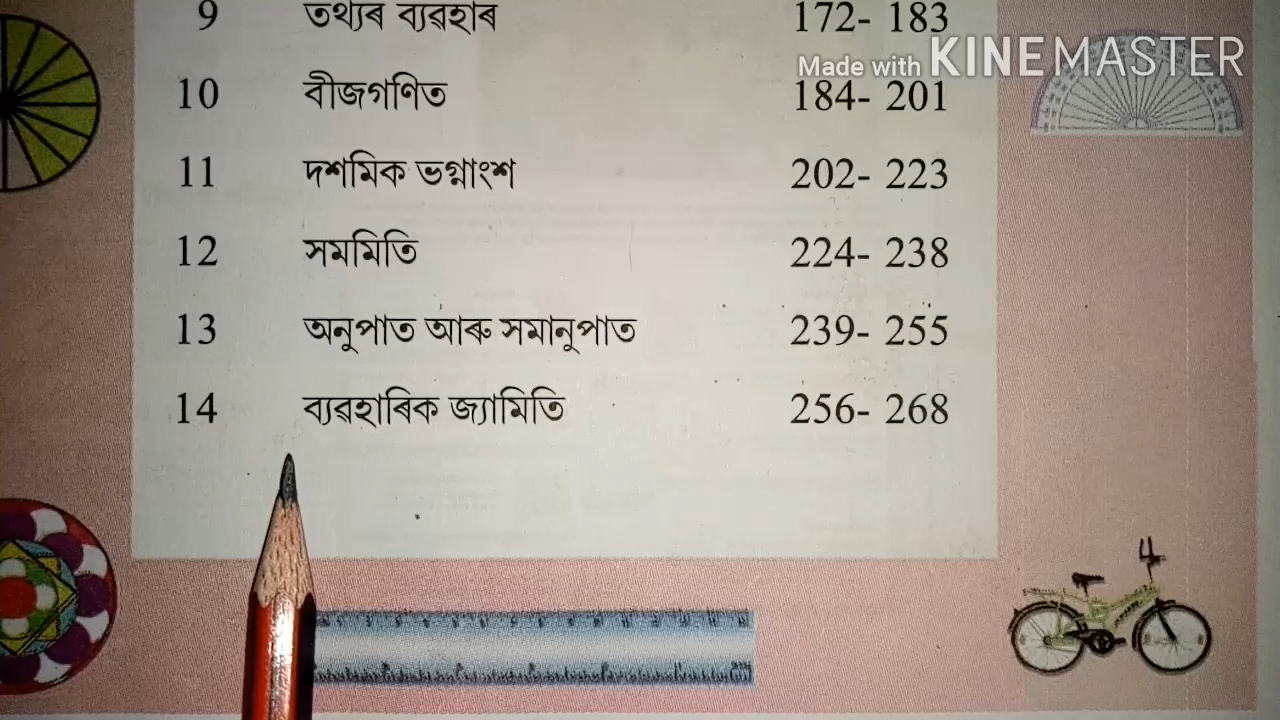 9 তথ্যৰ ব্যৱহাৰ 172- 183
Made with KINEMASTER
10 বীজগণিত 184- 201
11 দশমিক ভগ্নাংশ 202- 223
12 সমমিতি 224- 238
13 অনুপাত আৰু সমানুপাত 239- 255
14 ব্যৱহাৰিক জ্যামিতি 256- 268